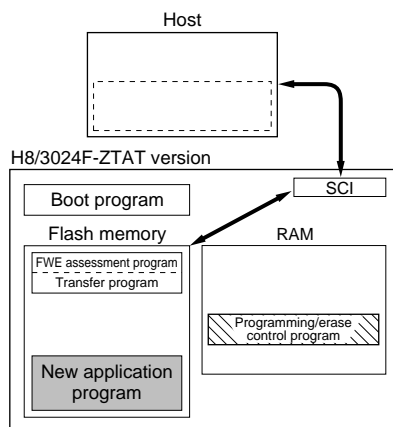 Host
H8/3024F-ZTAT version
SCI
Boot program
Flash memory
RAM
FWE assessment program
Transfer program
Programming/erase
control program
New application
program